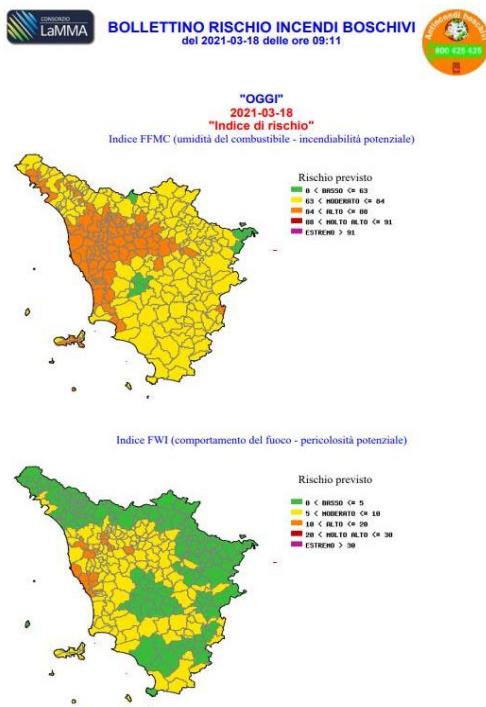 CONSORZIO
LaMMA
BOLLETTINO RISCHIO INCENDI BOSCHIVI
del 2021-03-18 delle ore 09:11
Antincendi boschivi
800 425 425
"OGGI"
2021-03-18
"Indice di rischio"
Indice FFMC (umidità del combustibile - incendiabilità potenziale)
Rischio previsto
0 < BASSO <= 63
63 < MODERATO <= 84
84 < ALTO <= 88
88 < MOLTO ALTO <= 91
ESTREMO > 91
Indice FWI (comportamento del fuoco - pericolosità potenziale)
Rischio previsto
0 < BASSO <= 5
5 < MODERATO <= 10
10 < ALTO <= 20
20 < MOLTO ALTO <= 30
ESTREMO > 30